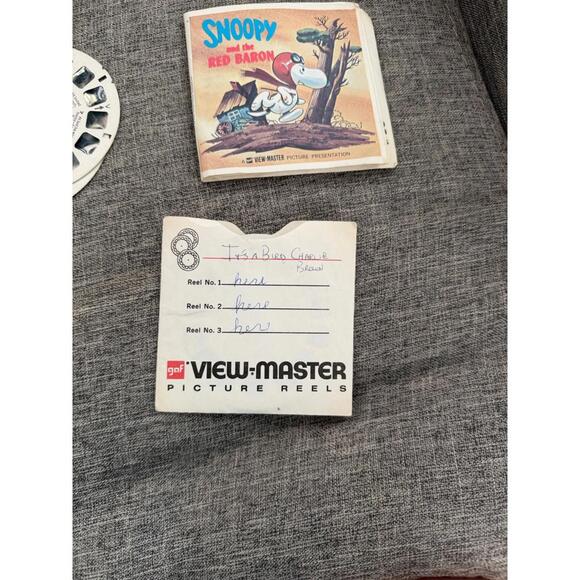 SNOOPY
and the
RED BARON
A gaf VIEW-MASTER PICTURE PRESENTATION
It's A Bird Charlie
Brown
Reel No. 1 here
Reel No. 2 here
Reel No. 3 here
gaf VIEW-MASTER
PICTURE REELS